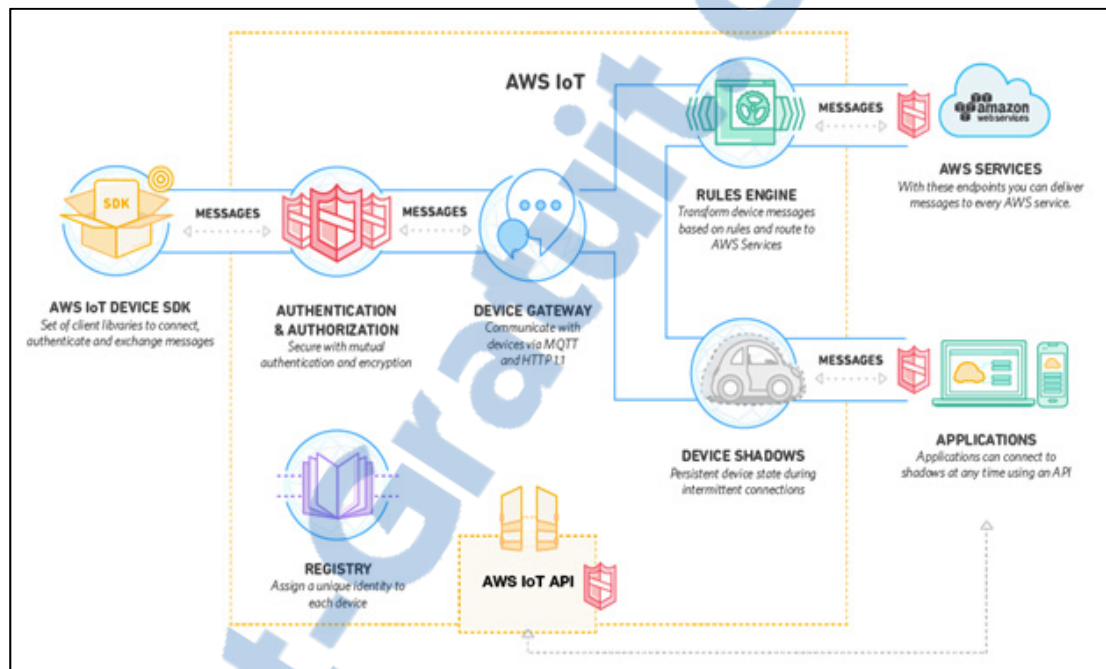 AWS IoT
MESSAGES
amazon
webservices
AWS SERVICES
With these endpoints you can deliver
messages to every AWS service.
SDK
MESSAGES
MESSAGES
RULES ENGINE
Transform device messages
based on rules and route to
AWS Services
AWS IoT DEVICE SDK
Set of client libraries to connect,
authenticate and exchange messages
AUTHENTICATION
& AUTHORIZATION
Secure with mutual
authentication and encryption
DEVICE GATEWAY
Communicate with
devices via MQTT
and HTTP 1.1
MESSAGES
DEVICE SHADOWS
Persistent device state during
intermittent connections
APPLICATIONS
Applications can connect to
shadows at any time using an API
REGISTRY
Assign a unique identity to
each device
AWS IoT API
t-Gratuit.c